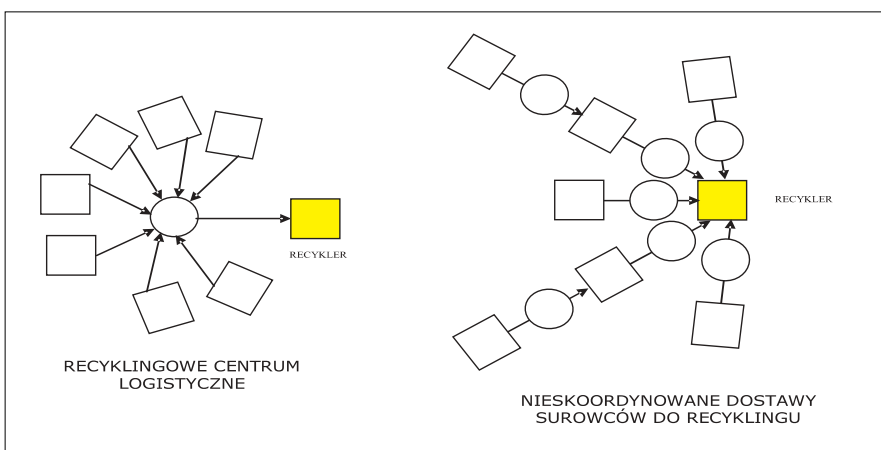 RECYKLER
RECYKLINGOWE CENTRUM
LOGISTYCZNE
RECYKLER
NIESKOORDYNOWANE DOSTAWY
SUROWCÓW DO RECYKLINGU